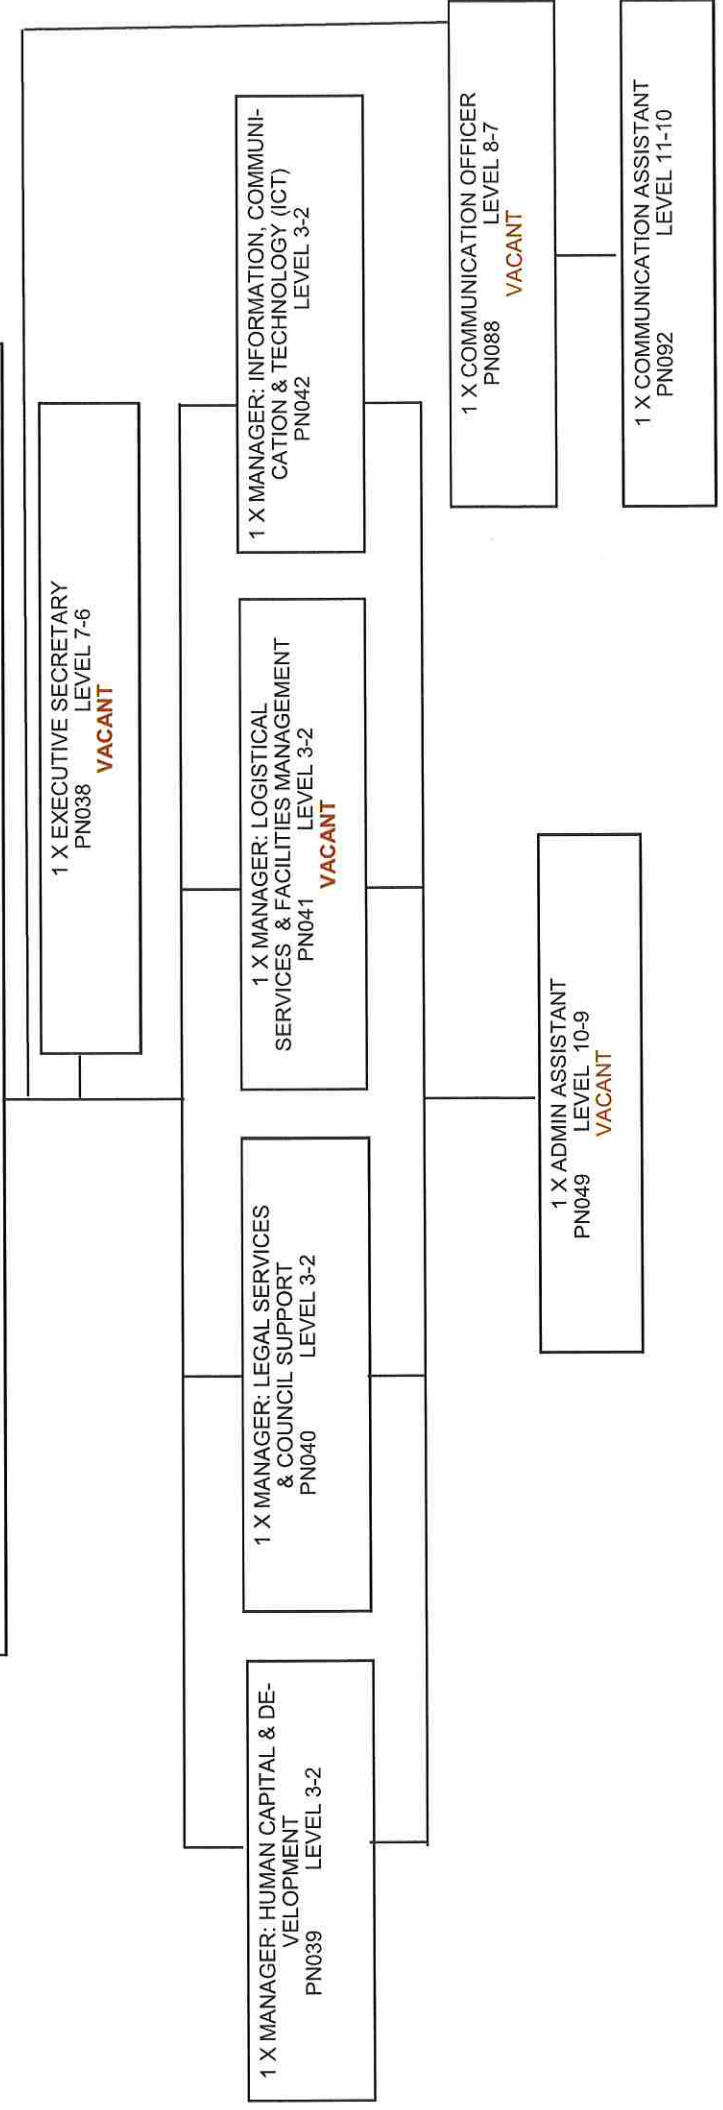 1 X EXECUTIVE SECRETARY
PN038 LEVEL 7-6
VACANT
1 X MANAGER: HUMAN CAPITAL & DE-
VELOPMENT
PN039 LEVEL 3-2
1 X MANAGER: LEGAL SERVICES
& COUNCIL SUPPORT
PN040 LEVEL 3-2
1 X MANAGER: LOGISTICAL
SERVICES & FACILITIES MANAGEMENT
PN041 LEVEL 3-2
VACANT
1 X MANAGER: INFORMATION, COMMUNI-
CATION & TECHNOLOGY (ICT)
PN042 LEVEL 3-2
1 X COMMUNICATION OFFICER
PN088 LEVEL 8-7
VACANT
1 X ADMIN ASSISTANT
PN049 LEVEL 10-9
VACANT
1 X COMMUNICATION ASSISTANT
PN092 LEVEL 11-10